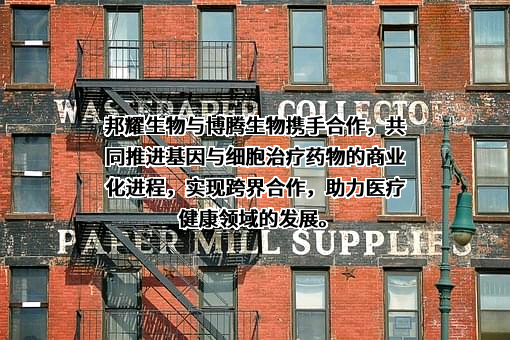 WASTEPAPER COLLECTO
邦耀生物与博腾生物携手合作，共
同推进基因与细胞治疗药物的商业
化进程，实现跨界合作，助力医疗
健康领域的发展。
PAPER MILL SUPPLIES